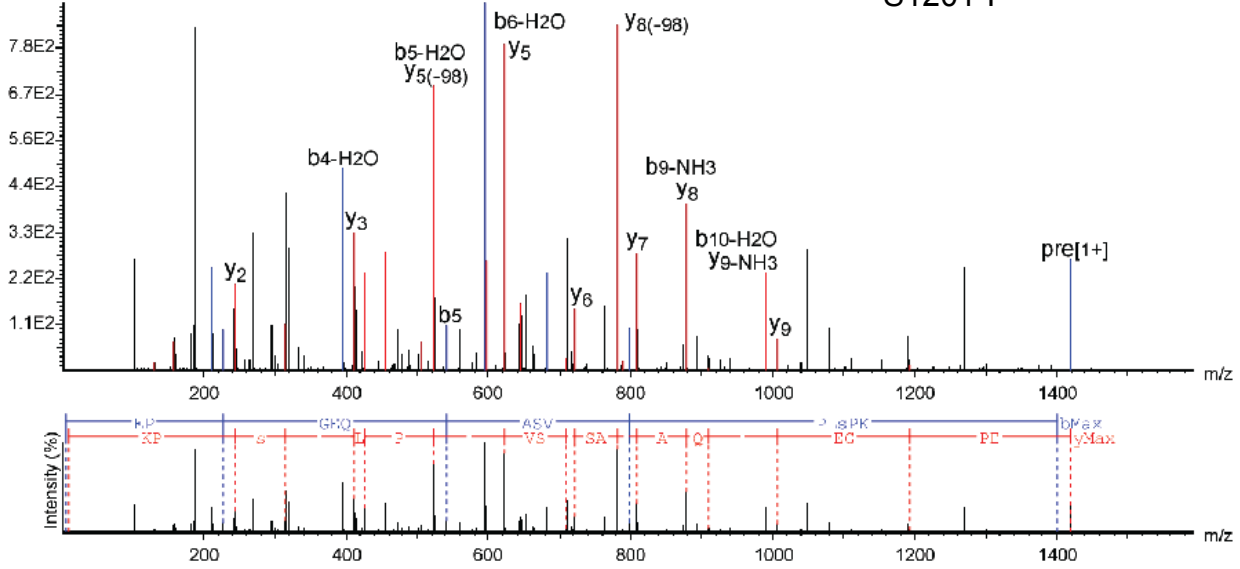 b6-H2O
y8(-98)
7.8E2
b5-H2O
y5
y5(-98)
6.7E2
5.6E2
b4-H2O
b9-NH3
4.4E2
y8
y3
3.3E2
y7
b10-H2O
pre[1+]
y2
y9-NH3
2.2E2
y6
b5
y9
1.1E2
200 400 600 800 1000 1200 1400 m/z
ASV bMax
KP s L P VS SA A Q EG yMax
Intensity (%)
200 400 600 800 1000 1200 1400 m/z